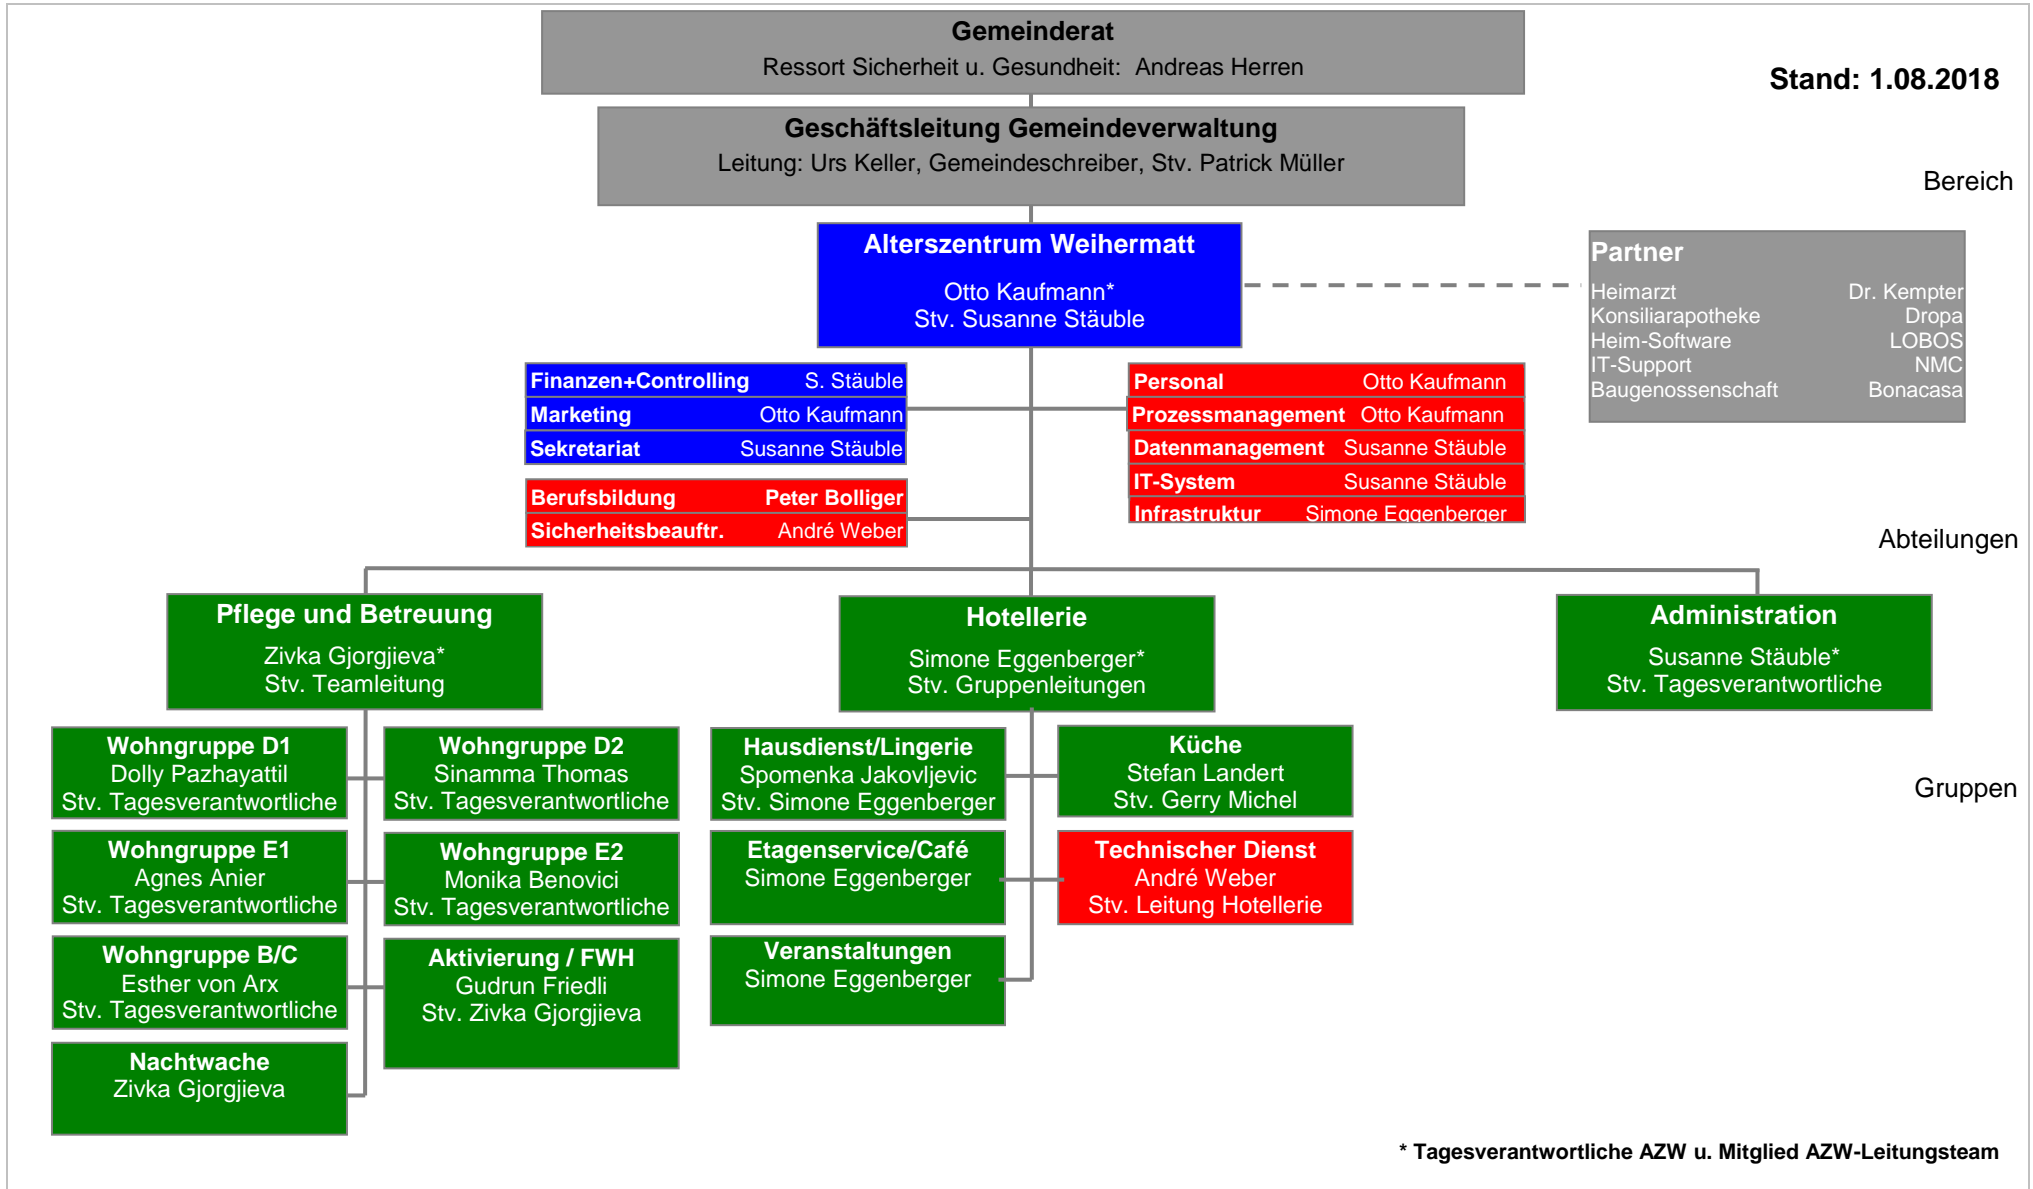 Gemeinderat
Ressort Sicherheit u. Gesundheit: Andreas Herren
Stand: 1.08.2018
Geschäftsleitung Gemeindeverwaltung
Leitung: Urs Keller, Gemeindeschreiber, Stv. Patrick Müller
Bereich
Alterszentrum Weihermatt
Otto Kaufmann*
Stv. Susanne Stäuble
Partner
Heimarzt Dr. Kempter
Konsiliarapotheke Dropa
Heim-Software LOBOS
IT-Support NMC
Baugenossenschaft Bonacasa
Finanzen+Controlling S. Stäuble
Marketing Otto Kaufmann
Sekretariat Susanne Stäuble
Berufsbildung Peter Bolliger
Sicherheitsbeauftr. André Weber
Personal Otto Kaufmann
Prozessmanagement Otto Kaufmann
Datenmanagement Susanne Stäuble
IT-System Susanne Stäuble
Infrastruktur Simone Eggenberger
Abteilungen
Pflege und Betreuung
Zivka Gjorgjieva*
Stv. Teamleitung
Hotellerie
Simone Eggenberger*
Stv. Gruppenleitungen
Administration
Susanne Stäuble*
Stv. Tagesverantwortliche
Gruppen
Wohngruppe D1
Dolly Pazhayattil
Stv. Tagesverantwortliche
Wohngruppe D2
Sinamma Thomas
Stv. Tagesverantwortliche
Wohngruppe E1
Agnes Anier
Stv. Tagesverantwortliche
Wohngruppe E2
Monika Benovici
Stv. Tagesverantwortliche
Wohngruppe B/C
Esther von Arx
Stv. Tagesverantwortliche
Aktivierung / FWH
Gudrun Friedli
Stv. Zivka Gjorgjieva
Nachtwache
Zivka Gjorgjieva
Hausdienst/Lingerie
Spomenka Jakovljevic
Stv. Simone Eggenberger
Küche
Stefan Landert
Stv. Gerry Michel
Etagenservice/Café
Simone Eggenberger
Technischer Dienst
André Weber
Stv. Leitung Hotellerie
Veranstaltungen
Simone Eggenberger
* Tagesverantwortliche AZW u. Mitglied AZW-Leitungsteam